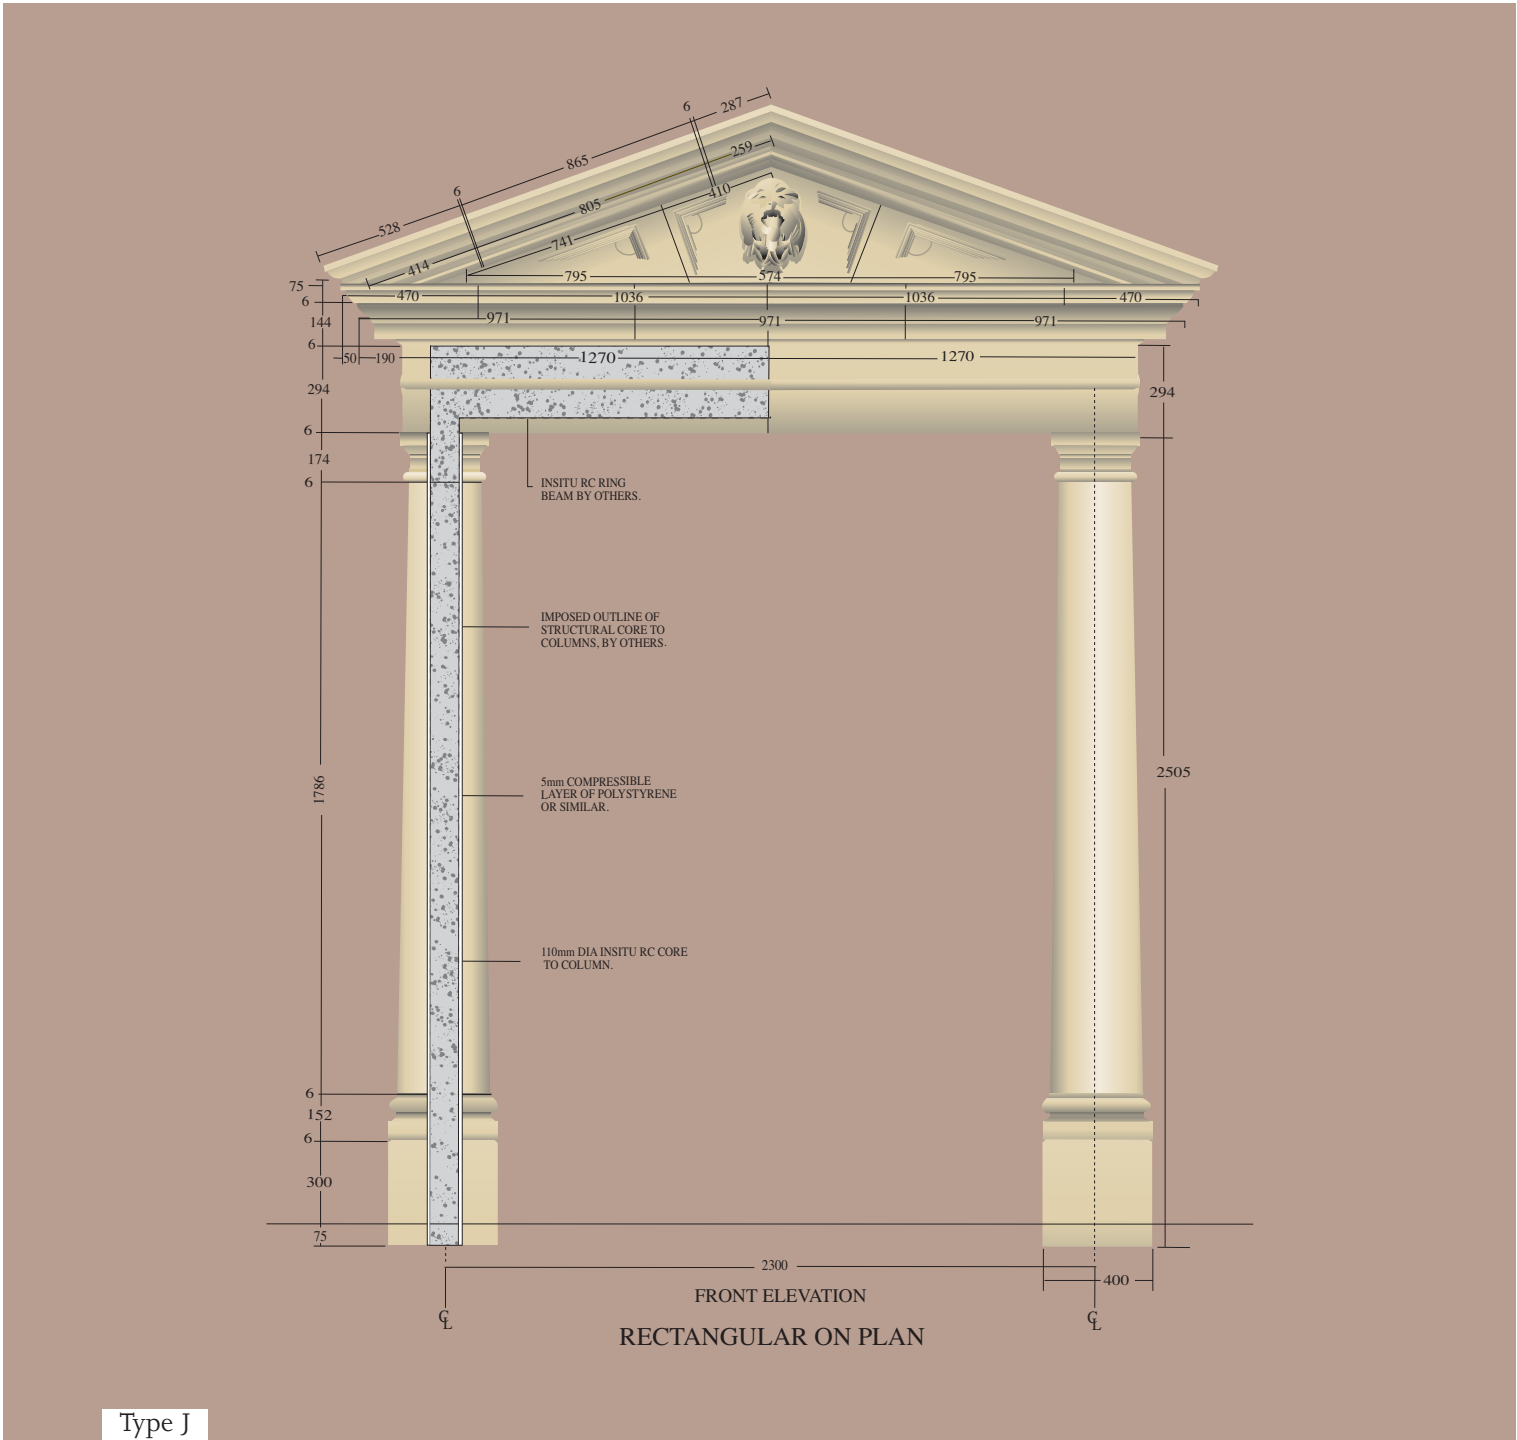 287
6
259
865
6
410
805
528
741
414
795 574 795
75
470 1036 1036 470
6
971 971 971
144
6
50 190 1270 1270
294
294
6
174
6
INSITU RC RING
BEAM BY OTHERS.
IMPOSED OUTLINE OF
STRUCTURAL CORE TO
COLUMNS, BY OTHERS.
1786
2505
5mm COMPRESSIBLE
LAYER OF POLYSTYRENE
OR SIMILAR.
110mm DIA INSITU RC CORE
TO COLUMN.
6
152
6
300
75
2300
400
FRONT ELEVATION
CL CL
RECTANGULAR ON PLAN
Type J